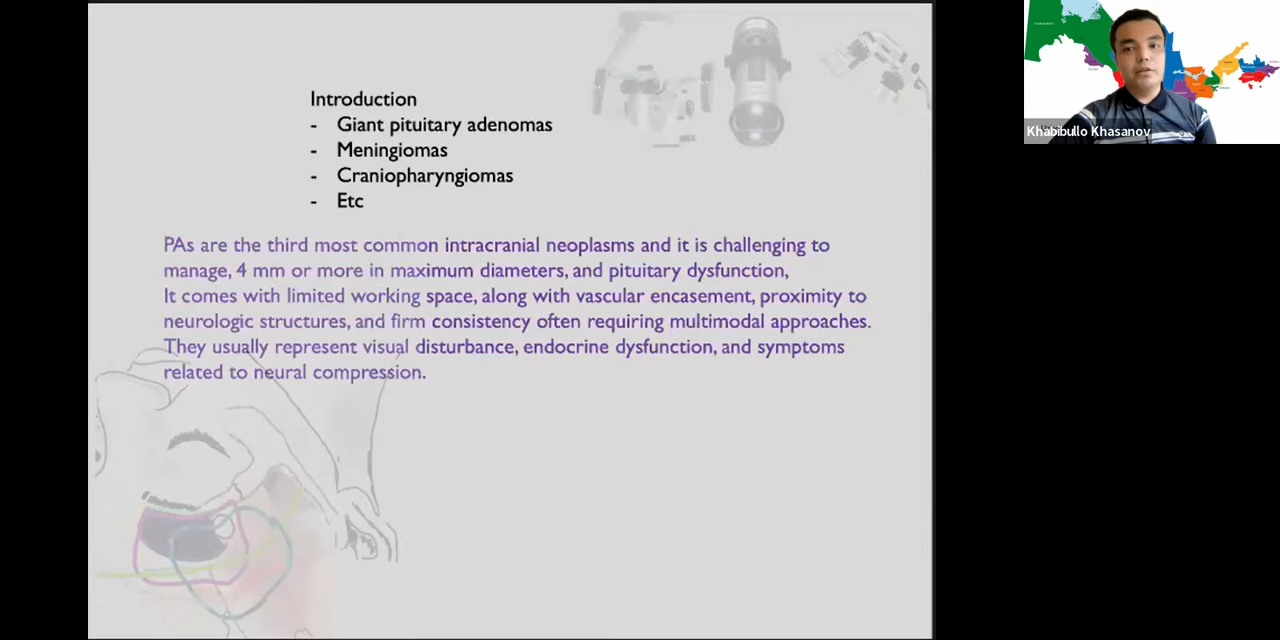 Introduction
- Giant pituitary adenomas
- Meningiomas
- Craniopharyngiomas
- Etc
PAs are the third most common intracranial neoplasms and it is challenging to
manage, 4 mm or more in maximum diameters, and pituitary dysfunction,
It comes with limited working space, along with vascular encasement, proximity to
neurologic structures, and firm consistency often requiring multimodal approaches.
They usually represent visual disturbance, endocrine dysfunction, and symptoms
related to neural compression.
Khabibullo Khasanov